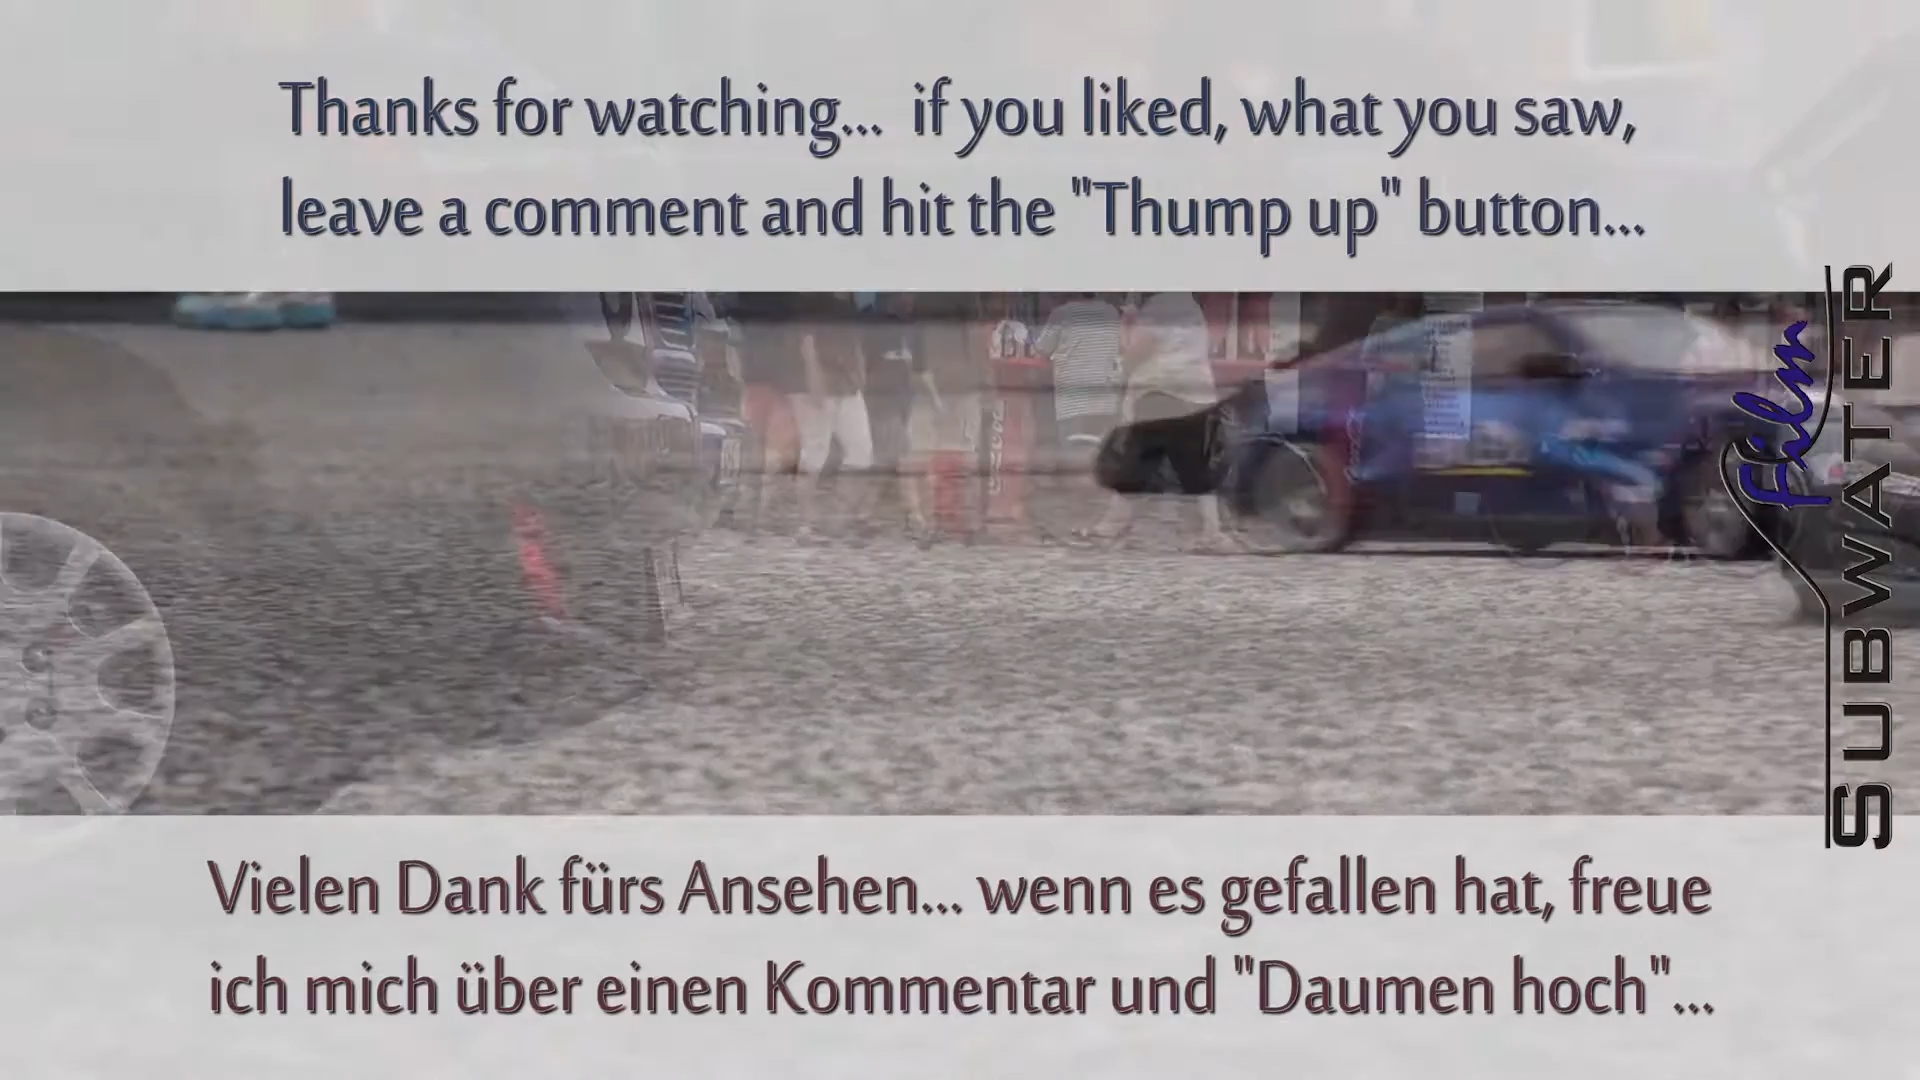 Thanks for watching... if you liked, what you saw,
leave a comment and hit the "Thump up" button...
SUBWATER
film
Vielen Dank fürs Ansehen... wenn es gefallen hat, freue
ich mich über einen Kommentar und "Daumen hoch"...